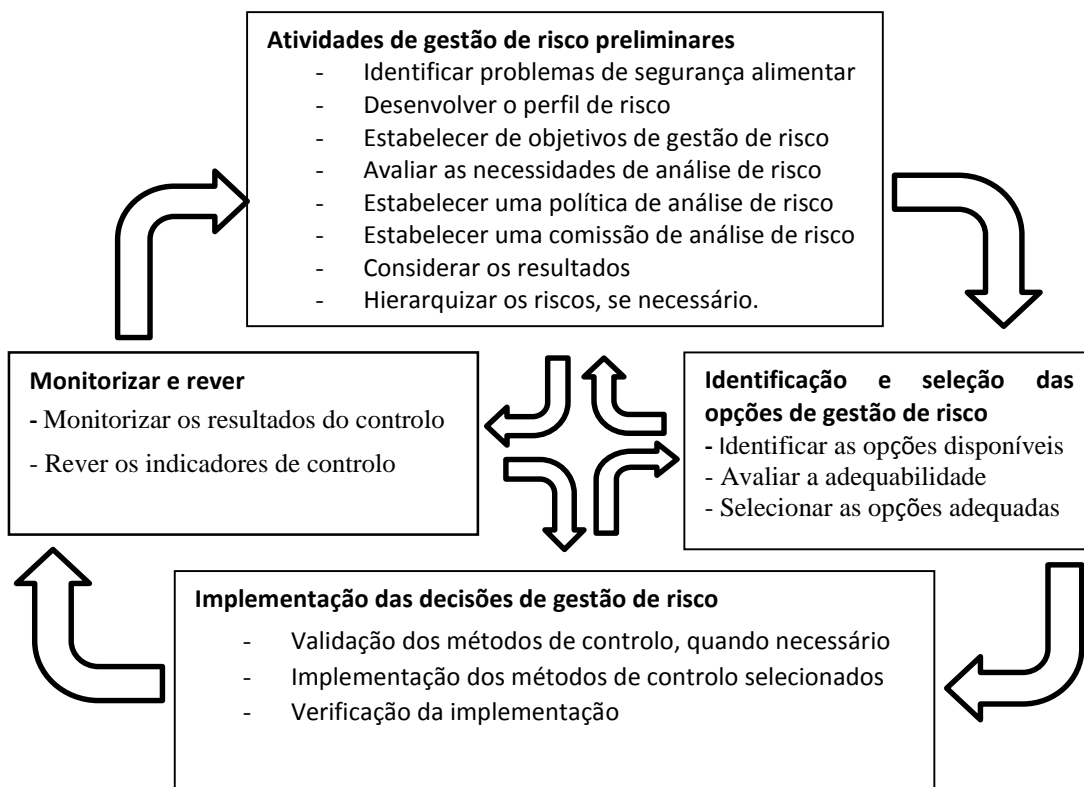 Atividades de gestão de risco preliminares
- Identificar problemas de segurança alimentar
- Desenvolver o perfil de risco
- Estabelecer de objetivos de gestão de risco
- Avaliar as necessidades de análise de risco
- Estabelecer uma política de análise de risco
- Estabelecer uma comissão de análise de risco
- Considerar os resultados
- Hierarquizar os riscos, se necessário.
Monitorizar e rever
- Monitorizar os resultados do controlo
- Rever os indicadores de controlo
Identificação e seleção das
opções de gestão de risco
- Identificar as opções disponíveis
- Avaliar a adequabilidade
- Selecionar as opções adequadas
Implementação das decisões de gestão de risco
- Validação dos métodos de controlo, quando necessário
- Implementação dos métodos de controlo selecionados
- Verificação da implementação